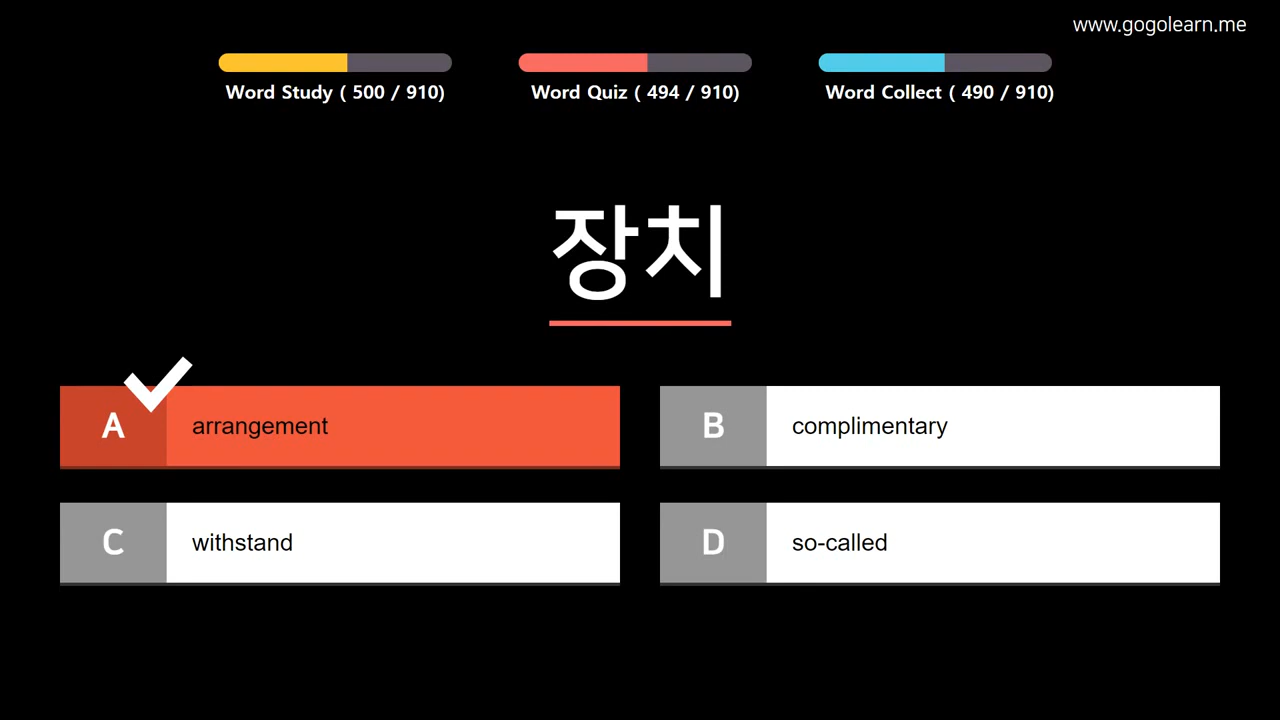 www.gogolearn.me
Word Study ( 500 / 910)
Word Quiz ( 494 / 910)
Word Collect ( 490 / 910)
장치
A arrangement
B complimentary
C withstand
D so-called